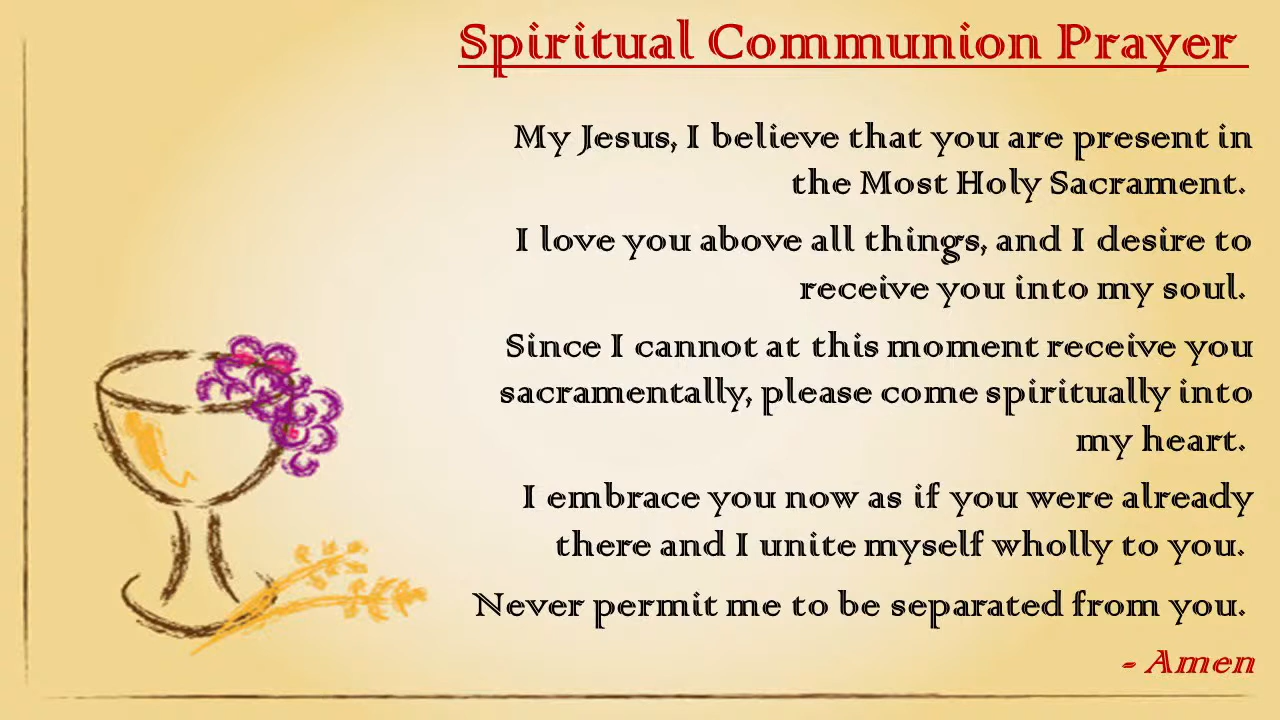 Spiritual Communion Prayer
My Jesus, I believe that you are present in
the Most Holy Sacrament.
I love you above all things, and I desire to
receive you into my soul.
Since I cannot at this moment receive you
sacramentally, please come spiritually into
my heart.
I embrace you now as if you were already
there and I unite myself wholly to you.
Never permit me to be separated from you.
- Amen